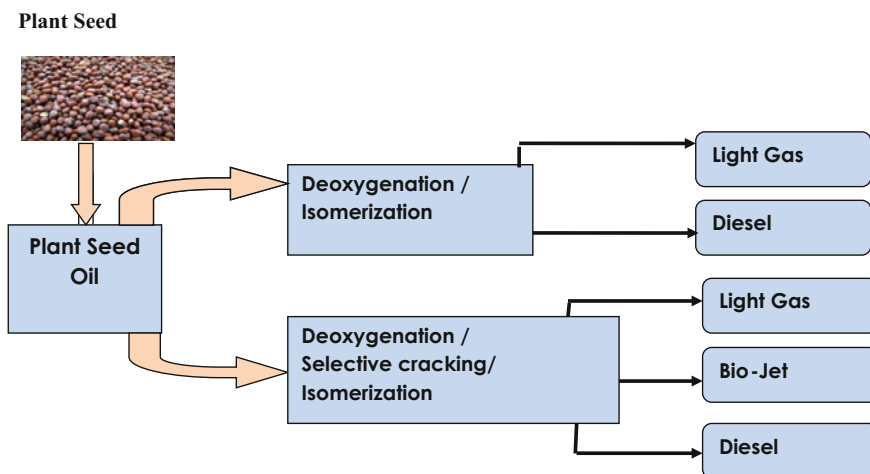 Plant Seed
Plant Seed
Oil
Deoxygenation /
Isomerization
Light Gas
Diesel
Deoxygenation /
Selective cracking/
Isomerization
Light Gas
Bio-Jet
Diesel